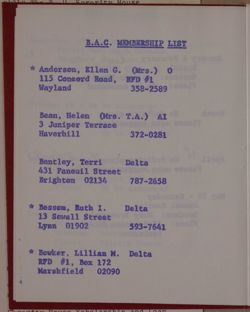 B.A.C. MEMBERSHIP LIST
* Anderson, Ellen G. (Mrs.) O
115 Concord Road, RFD #1
Wayland 358-2589
Bean, Helen (Mrs. T.A.) AI
3 Juniper Terrace
Haverhill 372-0281
Bentley, Terri Delta
431 Faneuil Street
Brighton 02134 787-2658
* Bossom, Ruth I. Delta
13 Sewall Street
Lynn 01902 593-7641
* Bowker, Lillian M. Delta
RFD #1, Box 172
Marshfield 02090